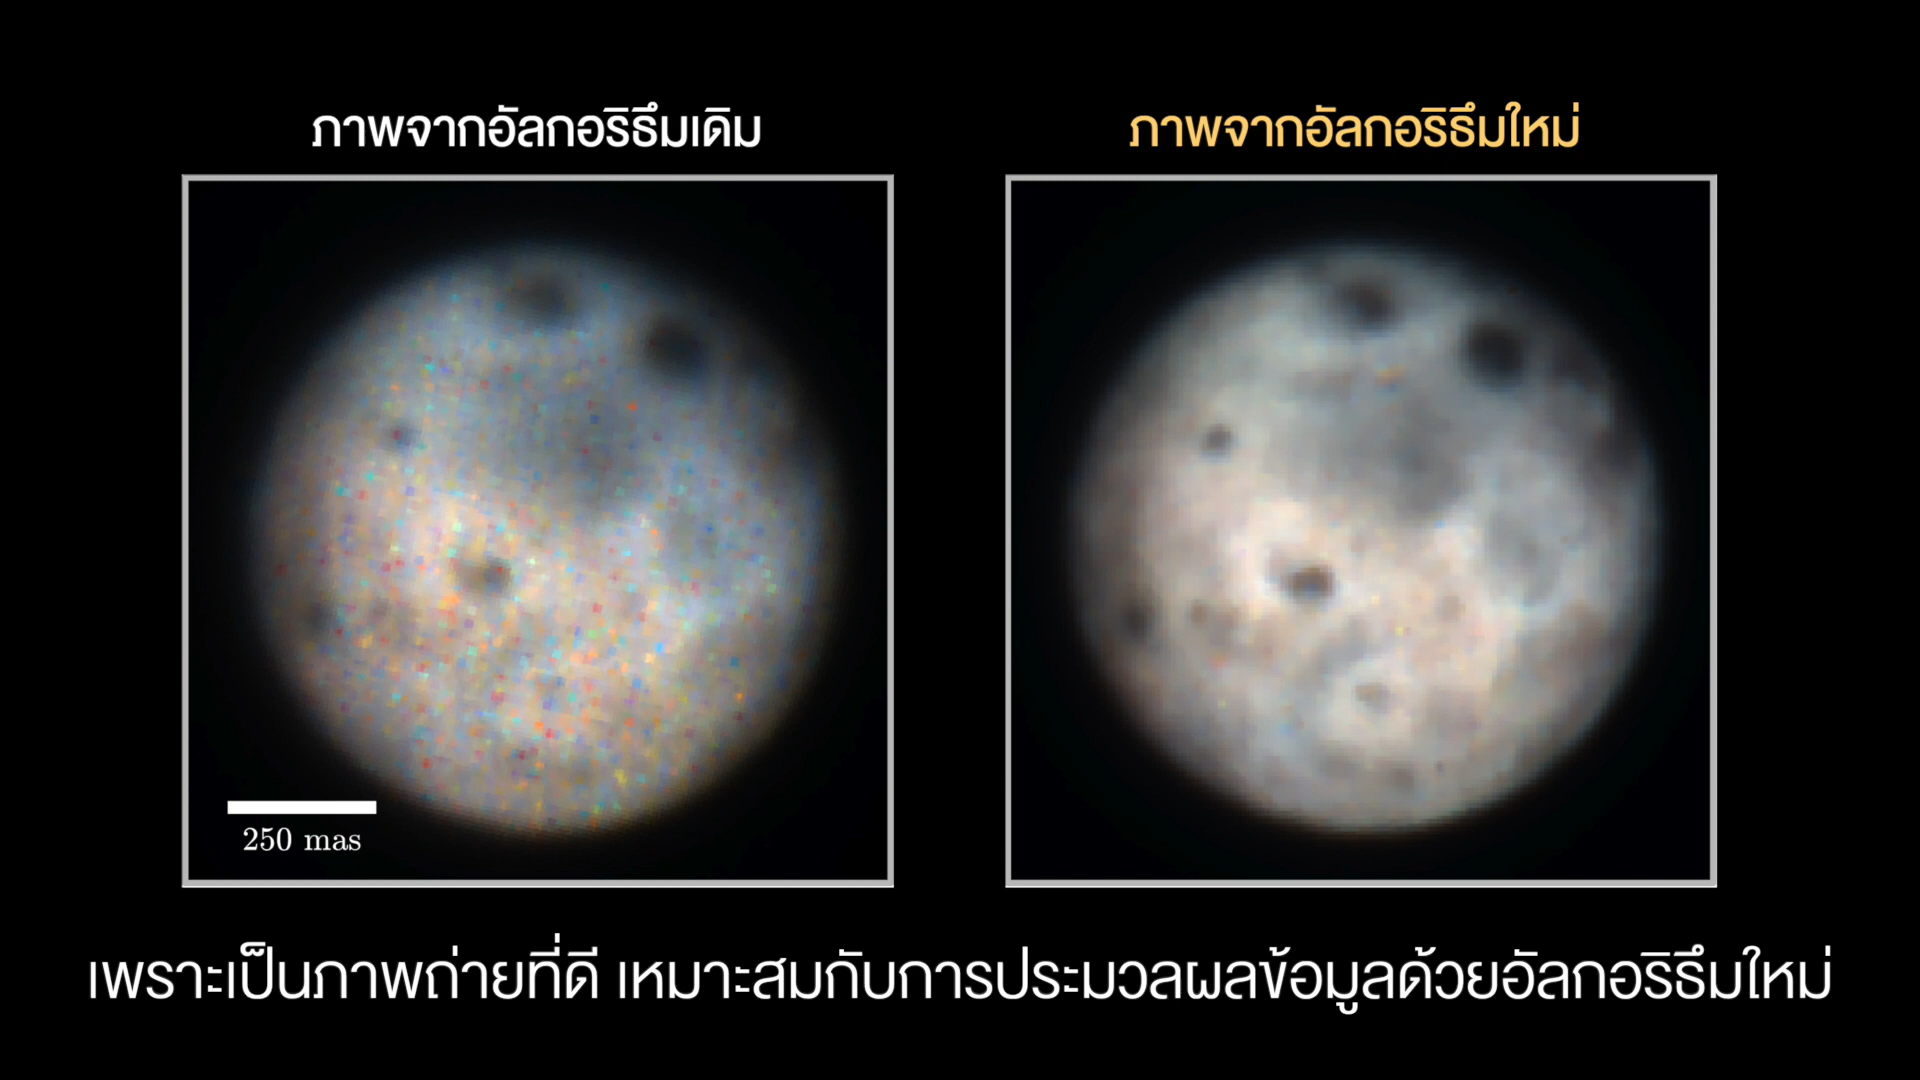 ภาพจากอัลกอริธึมเดิม
ภาพจากอัลกอริธึมใหม่
250 mas
เพราะเป็นภาพถ่ายที่ดี เหมาะสมกับการประมวลผลข้อมูลด้วยอัลกอริธึมใหม่